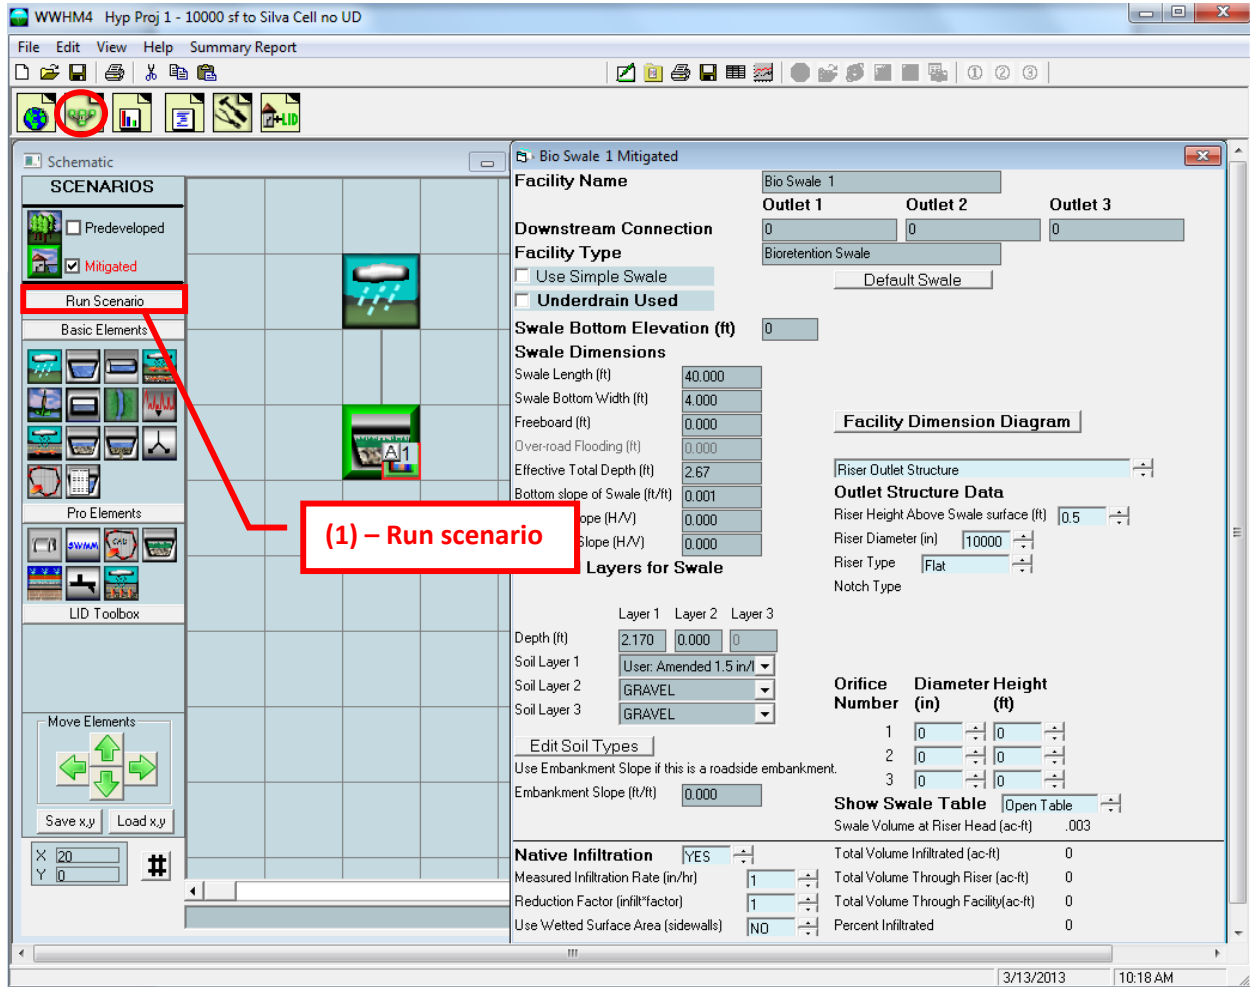 WWHM4   Hyp Proj 1 - 10000 sf to Silva Cell no UD
File Edit View Help Summary Report
+LID
Schematic
SCENARIOS
Predeveloped
Mitigated
Run Scenario
Basic Elements
Pro Elements
SWMM
CAD
LID Toolbox
Move Elements
Save x,y Load x,y
X 20
Y 0
#
A 1
(1) – Run scenario
Bio Swale 1 Mitigated
Facility Name Bio Swale 1
Outlet 1 Outlet 2 Outlet 3
Downstream Connection 0 0 0
Facility Type Bioretention Swale
Use Simple Swale Default Swale
Underdrain Used
Swale Bottom Elevation (ft) 0
Swale Dimensions
Swale Length (ft) 40.000
Swale Bottom Width (ft) 4.000
Freeboard (ft) 0.000
Over-road Flooding (ft) 0.000
Effective Total Depth (ft) 2.67
Bottom slope of Swale (ft/ft) 0.001
ope (H/V) 0.000
Slope (H/V) 0.000
Layers for Swale
Layer 1 Layer 2 Layer 3
Depth (ft) 2.170 0.000 0
Soil Layer 1 User: Amended 1.5 in/
Soil Layer 2 GRAVEL
Soil Layer 3 GRAVEL
Edit Soil Types
Use Embankment Slope if this is a roadside embankment.
Embankment Slope (ft/ft) 0.000
Facility Dimension Diagram
Riser Outlet Structure
Outlet Structure Data
Riser Height Above Swale surface (ft) 0.5
Riser Diameter (in) 10000
Riser Type Flat
Notch Type
Orifice Diameter Height
Number (in) (ft)
1 0 0
2 0 0
3 0 0
Show Swale Table Open Table
Swale Volume at Riser Head (ac-ft) .003
Native Infiltration YES
Measured Infiltration Rate (in/hr) 1
Reduction Factor (infilt*factor) 1
Use Wetted Surface Area (sidewalls) NO
Total Volume Infiltrated (ac-ft) 0
Total Volume Through Riser (ac-ft) 0
Total Volume Through Facility(ac-ft) 0
Percent Infiltrated 0
3/13/2013 10:18 AM